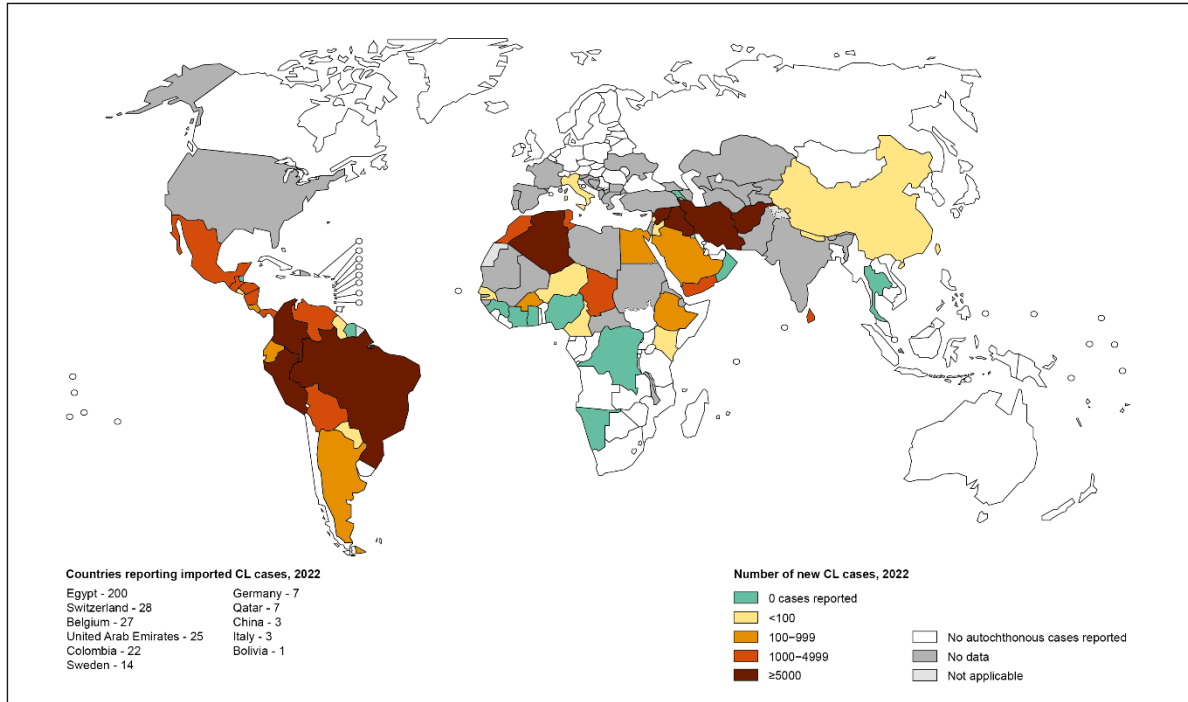 Countries reporting imported CL cases, 2022
Egypt - 200
Switzerland - 28
Belgium - 27
United Arab Emirates - 25
Colombia - 22
Sweden - 14
Germany - 7
Qatar - 7
China - 3
Italy - 3
Bolivia - 1
Number of new CL cases, 2022
0 cases reported
<100
100–999
1000–4999
≥5000
No autochthonous cases reported
No data
Not applicable